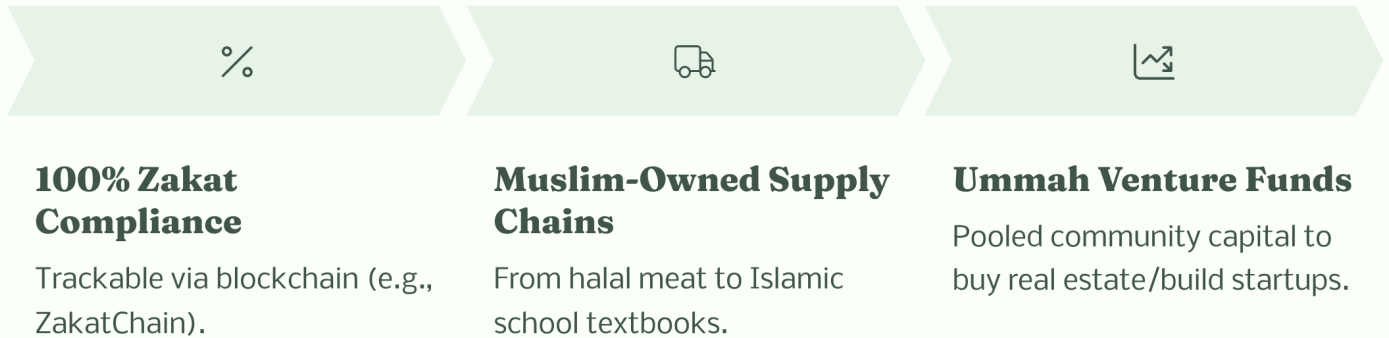 100% Zakat
Compliance
Trackable via blockchain (e.g.,
ZakatChain).
Muslim-Owned Supply
Chains
From halal meat to Islamic
school textbooks.
Ummah Venture Funds
Pooled community capital to
buy real estate/build startups.